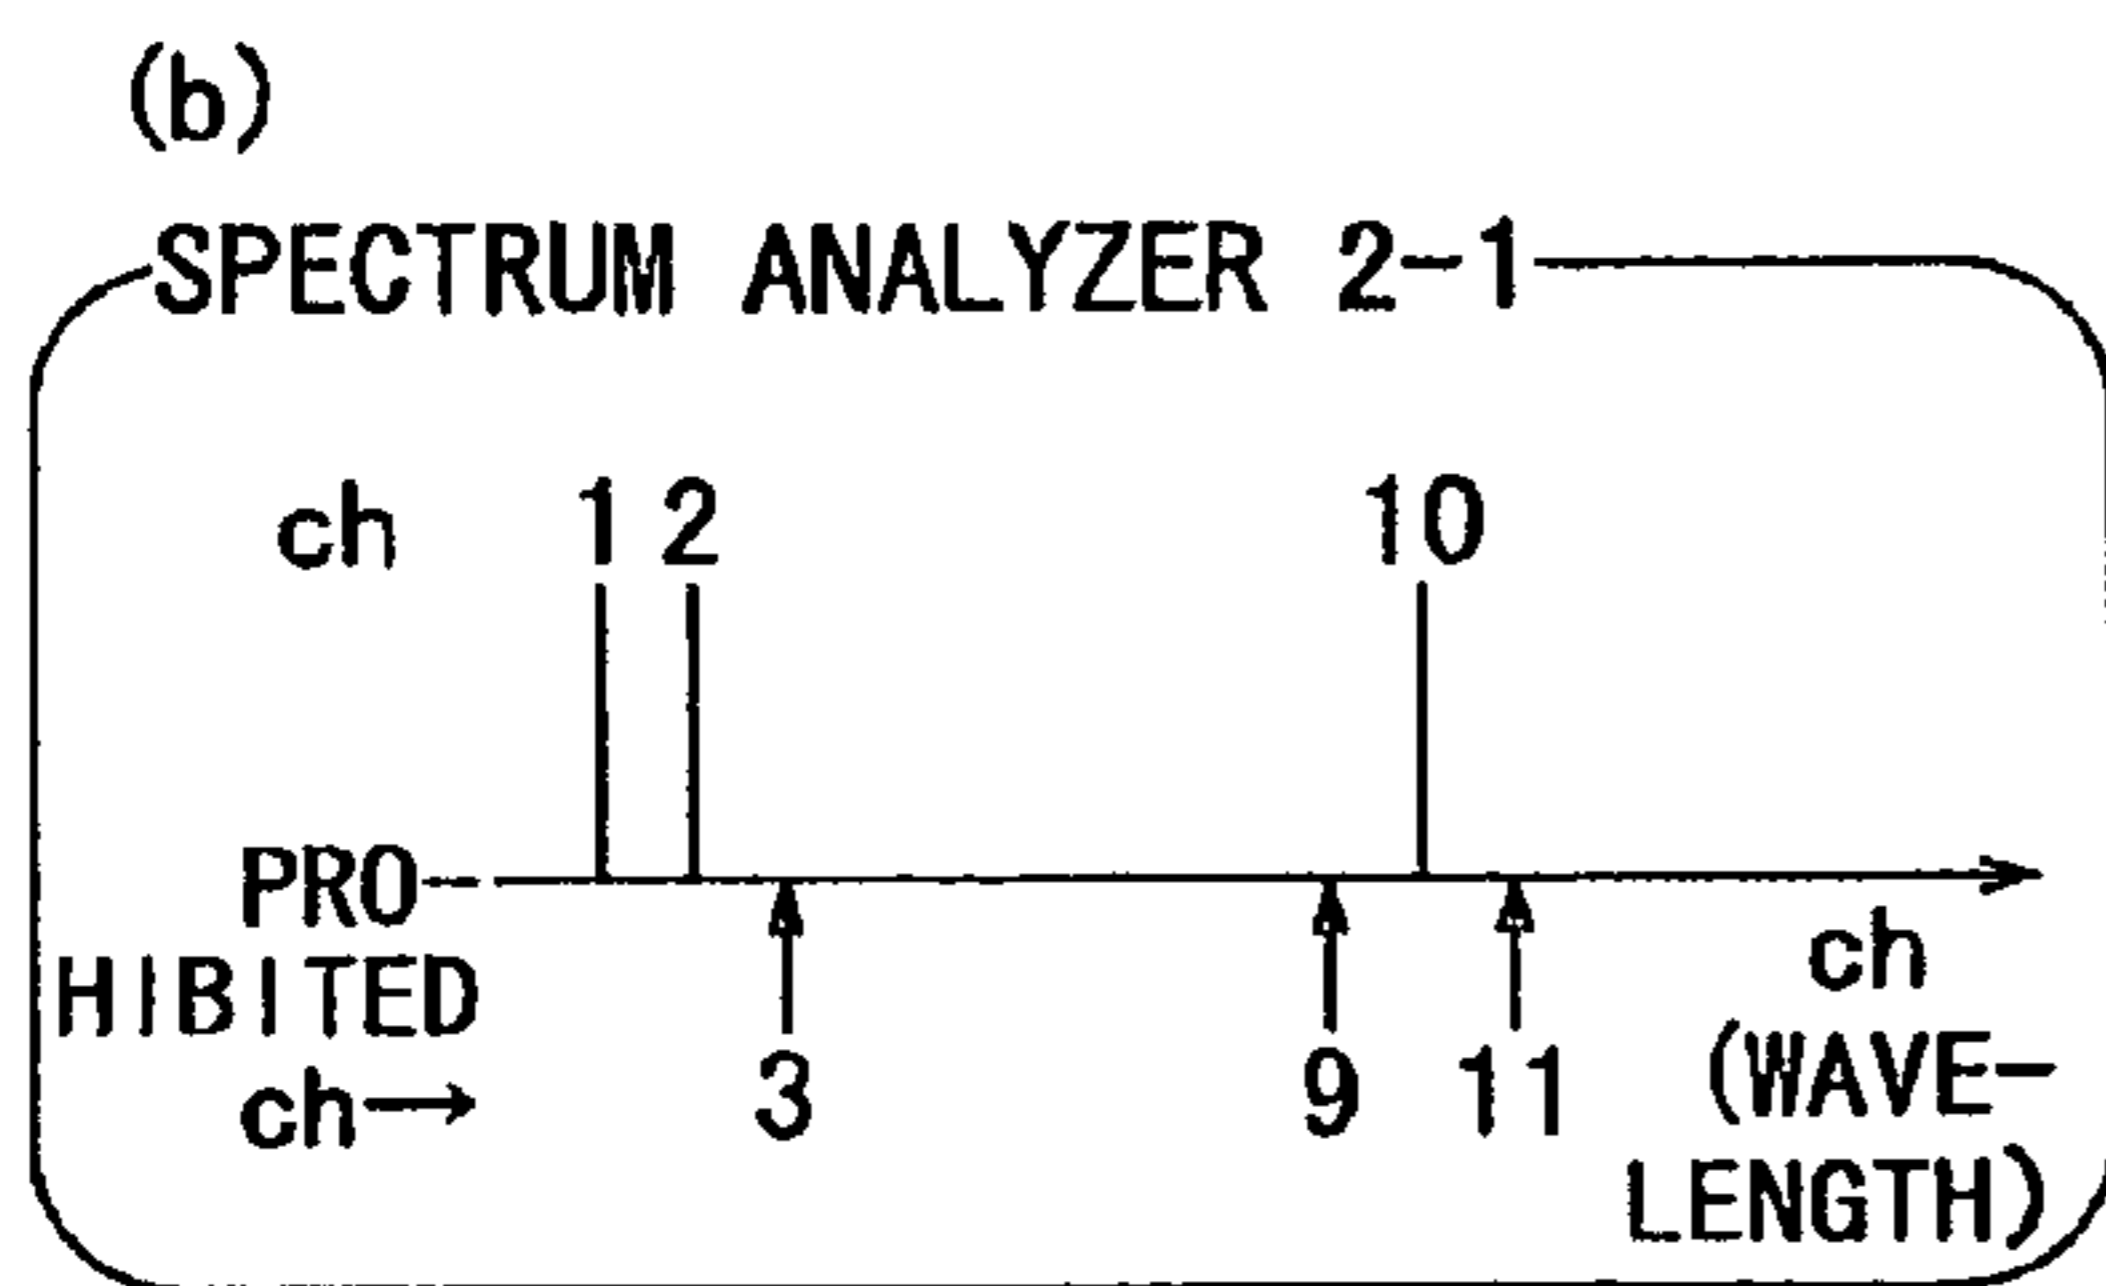 (b)
SPECTRUM ANALYZER 2-1
ch 1 2 10
PRO-
HIBITED
ch→ 3 9 11
ch
(WAVE-
LENGTH)